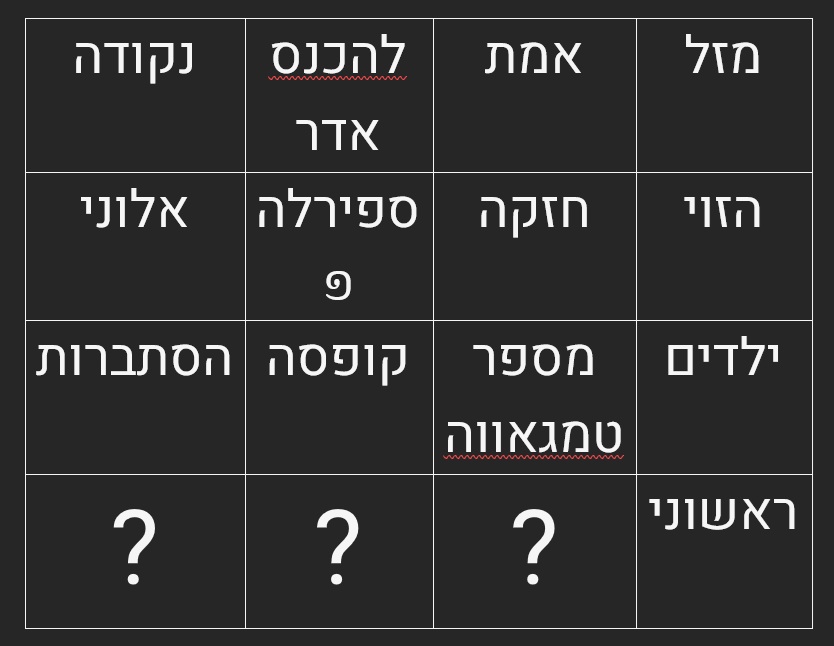 מזל
אמת
להכנס
אדר
נקודה
הזוי
חזקה
ספירלה
פ
אלוני
ילדים
מספר
טמגאווה
קופסה
הסתברות
ראשוני
?
?
?